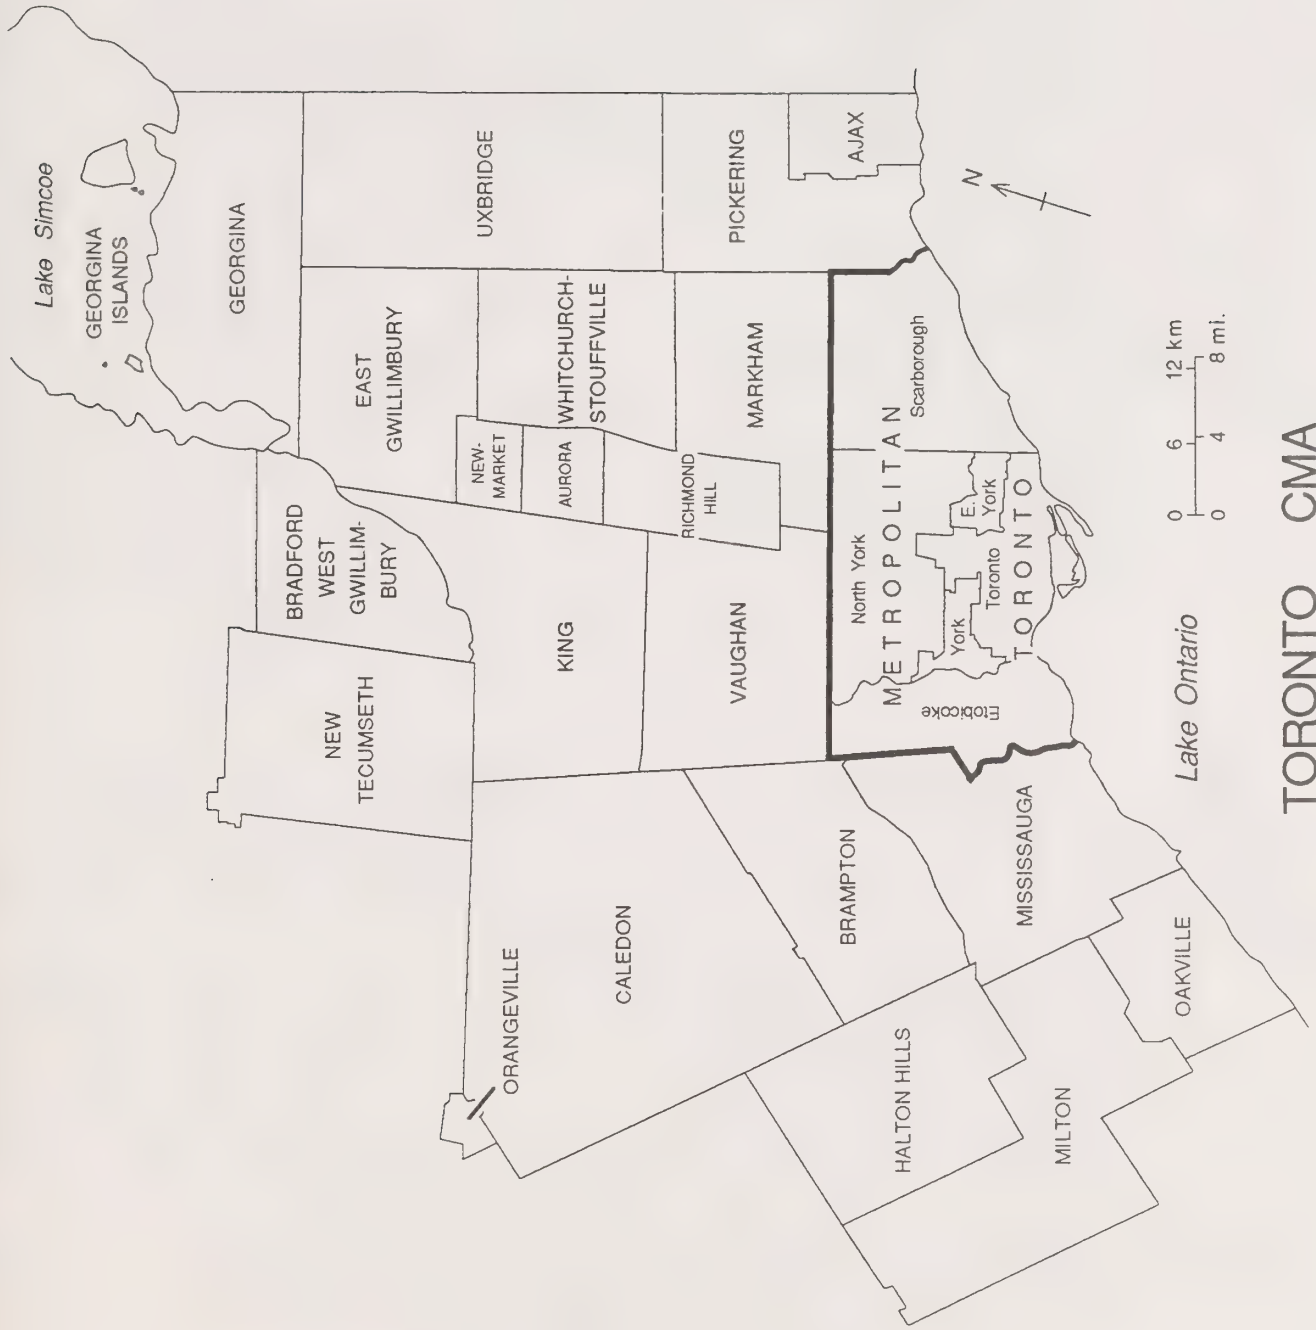 Lake Simcoe
GEORGINA
ISLANDS
GEORGINA
UXBRIDGE
EAST
GWILLIMBURY
BRADFORD
WEST
GWILLIM-
BURY
NEW
TECUMSETH
NEW-
MARKET
WHITCHURCH-
STOUFFVILLE
AURORA
KING
RICHMOND
HILL
PICKERING
AJAX
MARKHAM
VAUGHAN
ORANGEVILLE
CALEDON
BRAMPTON
METROPOLITAN
TORONTO
North York
Scarborough
E.
York
York
Toronto
Etobicoke
MISSISSAUGA
HALTON HILLS
MILTON
OAKVILLE
N
Lake Ontario
0 6 12 km
0 4 8 mi.
TORONTO CMA